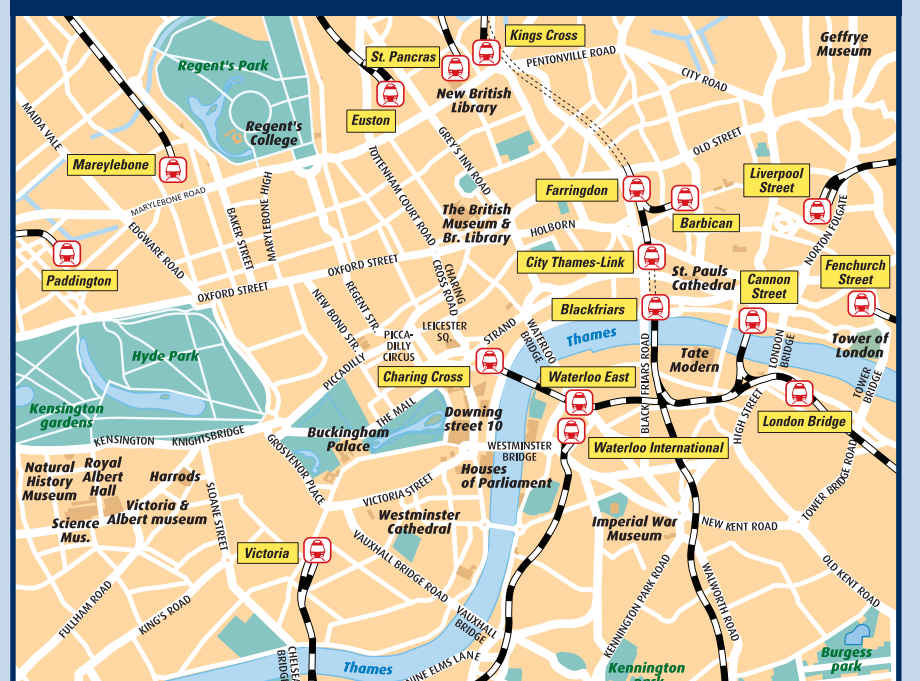 Kings Cross
Geffrye
Museum
St. Pancras
PENTONVILLE ROAD
Regent's Park
CITY ROAD
New British
Library
MAIDA VALE
Euston
Regent's
College
GREY'S INN ROAD
OLD STREET
Mareylebone
TOTTENHAM COURT ROAD
Liverpool
Street
MARYLEBONE ROAD
MARYLEBONE HIGH
Farringdon
Barbican
BAKER STREET
The British
Museum &
Br. Library
HOLBORN
NORTON FOLGATE
EDGWARE ROAD
City Thames-Link
Paddington
OXFORD STREET
OXFORD STREET
CHARING
CROSS ROAD
St. Pauls
Cathedral
Cannon
Street
Fenchurch
Street
NEW BOND STR.
REGENT STR.
Blackfriars
LEICESTER
SQ.
STRAND
WATERLOO
BRIDGE
Thames
PICCA-
DILLY
CIRCUS
LONDON
BRIDGE
Tower of
London
Hyde Park
Tate
Modern
PICCADILLY
Charing Cross
Waterloo East
BLACKFRIARS ROAD
TOWER
BRIDGE
Kensington
gardens
THE MALL
Downing
street 10
HIGH STREET
London Bridge
KENSINGTON
KNIGHTSBRIDGE
Buckingham
Palace
WESTMINSTER
BRIDGE
Waterloo International
GROSVENOR PLACE
Natural
History
Museum
Royal
Albert
Hall
Harrods
Houses
of Parliament
TOWER BRIDGE ROAD
VICTORIA STREET
SLOANE STREET
Victoria &
Albert museum
Science
Mus.
Westminster
Cathedral
Imperial War
Museum
NEW KENT ROAD
Victoria
VAUXHALL BRIDGE ROAD
OLD KENT ROAD
FULLHAM ROAD
KING'S ROAD
KENNINGTON PARK ROAD
WALWORTH ROAD
VAUXHALL
BRIDGE
CHELSEA
BRIDGE
Thames
NINE ELMS LANE
Kennington
park
Burgess
park